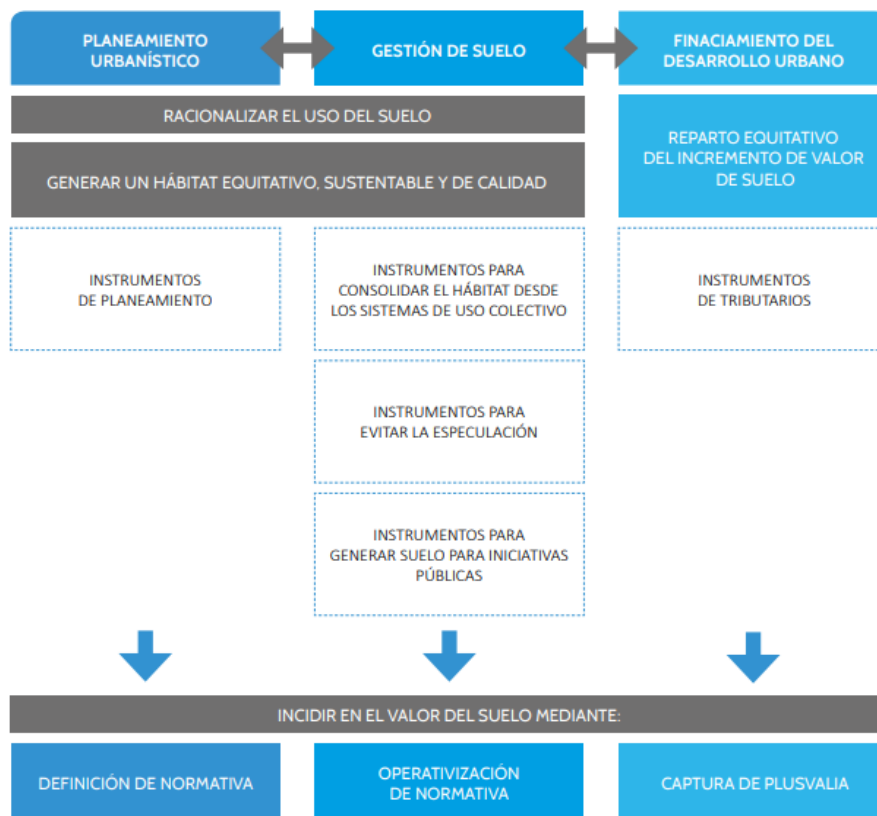 PLANEAMIENTO
URBANÍSTICO
GESTIÓN DE SUELO
FINACIAMIENTO DEL
DESARROLLO URBANO
RACIONALIZAR EL USO DEL SUELO
GENERAR UN HÁBITAT EQUITATIVO, SUSTENTABLE Y DE CALIDAD
REPARTO EQUITATIVO
DEL INCREMENTO DE VALOR
DE SUELO
INSTRUMENTOS
DE PLANEAMIENTO
INSTRUMENTOS PARA
CONSOLIDAR EL HÁBITAT DESDE
LOS SISTEMAS DE USO COLECTIVO
INSTRUMENTOS
DE TRIBUTARIOS
INSTRUMENTOS PARA
EVITAR LA ESPECULACIÓN
INSTRUMENTOS PARA
GENERAR SUELO PARA INICIATIVAS
PÚBLICAS
INCIDIR EN EL VALOR DEL SUELO MEDIANTE:
DEFINICIÓN DE NORMATIVA
OPERATIVIZACIÓN
DE NORMATIVA
CAPTURA DE PLUSVALIA